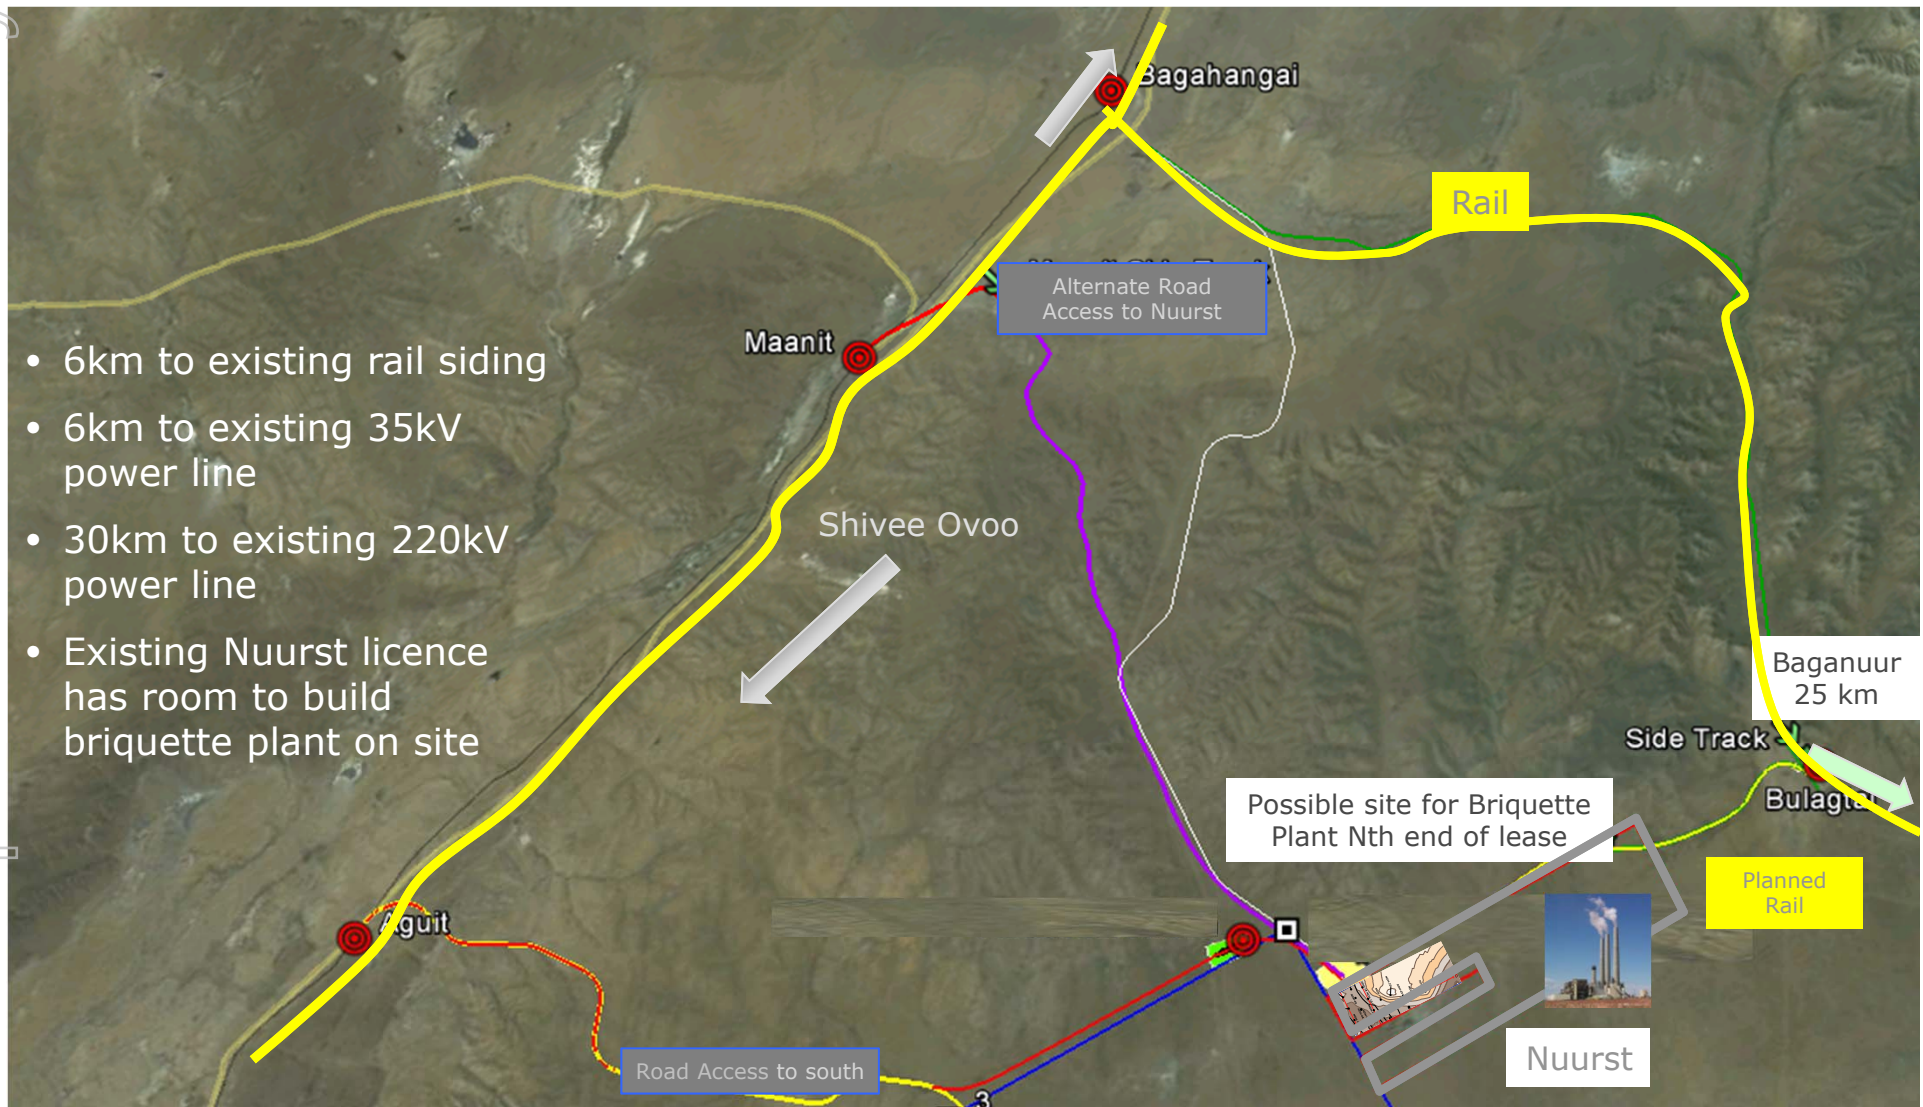 Bagahangai
Rail
Alternate Road
Access to Nuurst
Maanit
• 6km to existing rail siding
• 6km to existing 35kV
power line
• 30km to existing 220kV
power line
• Existing Nuurst licence
has room to build
briquette plant on site
Shivee Ovoo
Baganuur
25 km
Side Track
Possible site for Briquette
Plant Nth end of lease
Planned
Rail
Aguit
Nuurst
Road Access to south
3